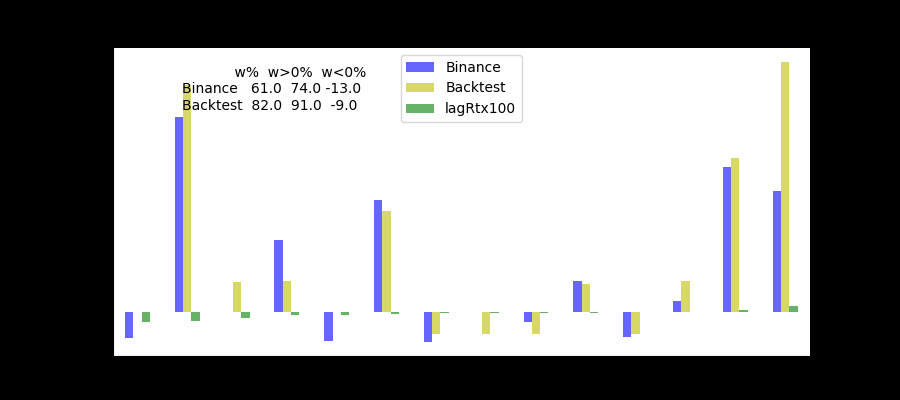 w%  w>0%  w<0%
Binance   61.0  74.0 -13.0
Backtest  82.0  91.0  -9.0
Binance
Backtest
lagRtx100